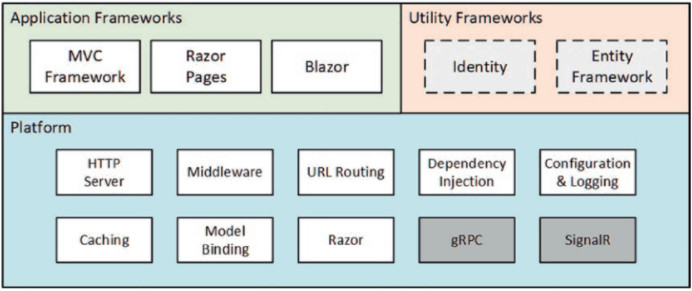 Application Frameworks
Utility Frameworks
MVC
Framework
Razor
Pages
Blazor
Identity
Entity
Framework
Platform
HTTP
Server
Middleware
URL Routing
Dependency
Injection
Configuration
& Logging
Caching
Model
Binding
Razor
gRPC
SignalR